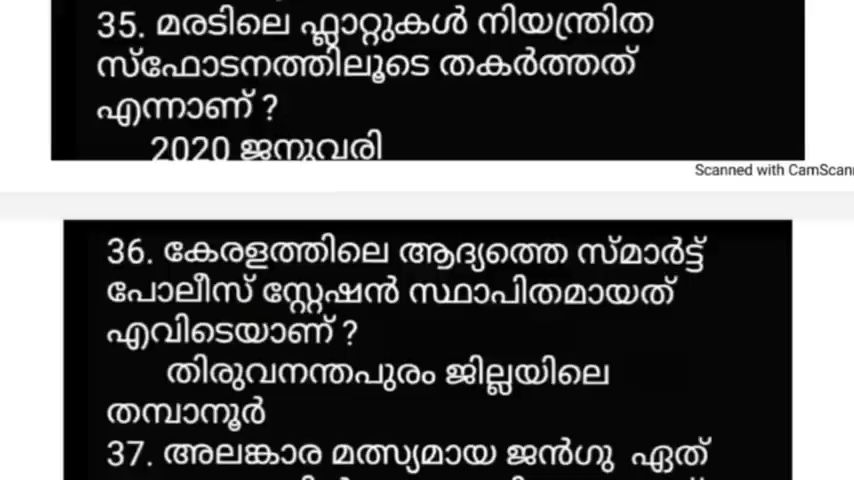 35. മരടിലെ ഫ്ലാറ്റുകൾ നിയന്ത്രിത
സ്ഫോടനത്തിലൂടെ തകർത്തത്
എന്നാണ് ?
2020 ജനുവരി
Scanned with CamScan
36. കേരളത്തിലെ ആദ്യത്തെ സ്മാർട്ട്
പോലീസ് സ്റ്റേഷൻ സ്ഥാപിതമായത്
എവിടെയാണ് ?
തിരുവനന്തപുരം ജില്ലയിലെ
തമ്പാനൂർ
37. അലങ്കാര മത്സ്യമായ ജൻഗു ഏത്